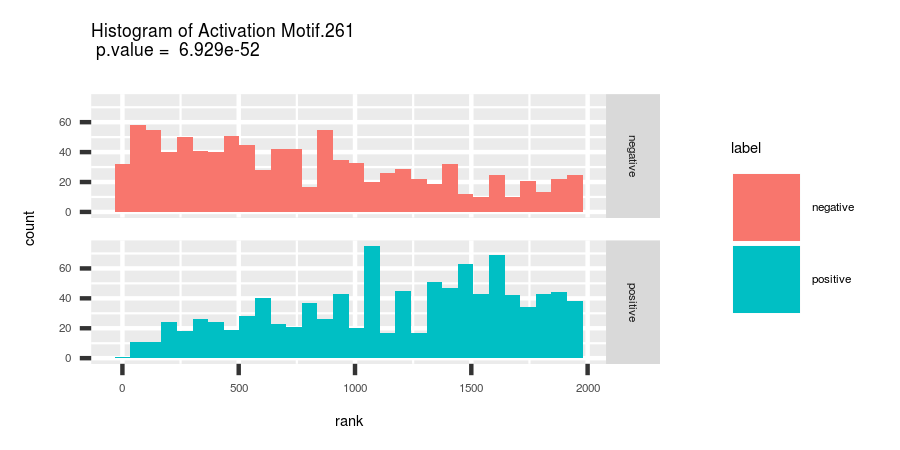 Histogram of Activation Motif.261
p.value = 6.929e-52
count
60
40
20
0
negative
60
40
20
0
positive
0 500 1000 1500 2000
rank
label
negative
positive